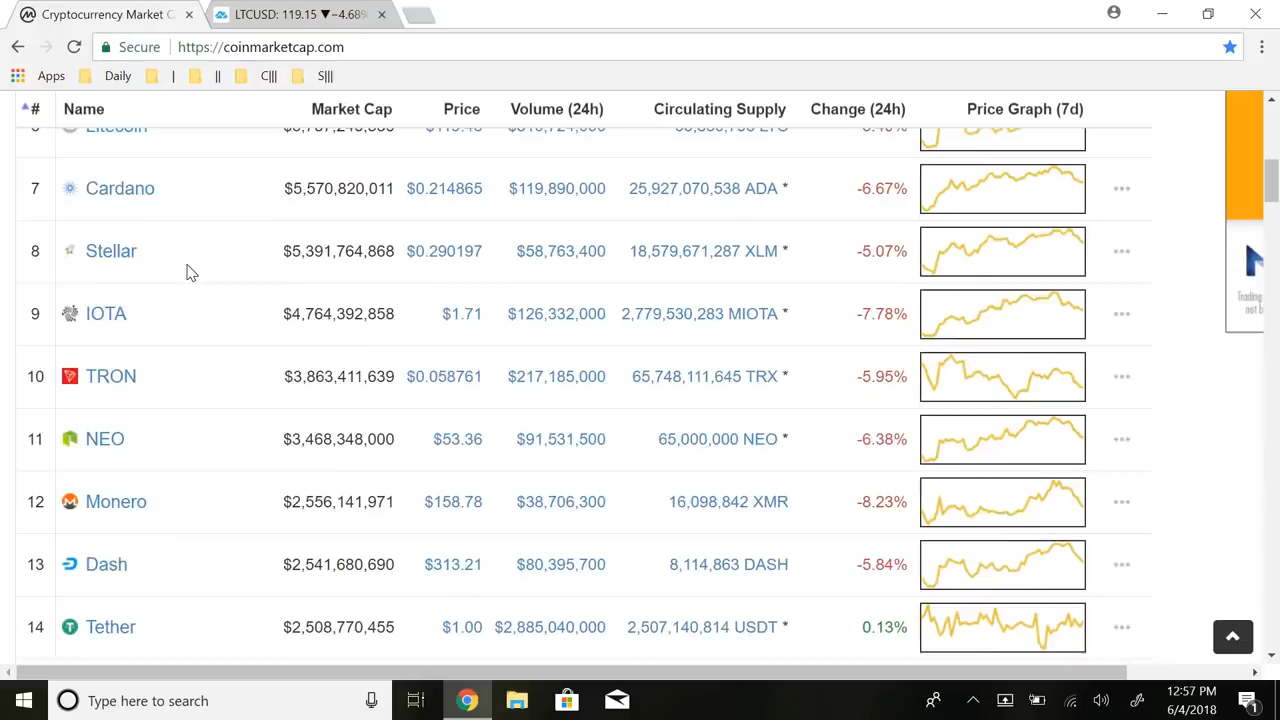 Cryptocurrency Market C
LTCUSD: 119.15 ▼−4.68%
Secure https://coinmarketcap.com
Apps Daily | || C||| S|||
# Name Market Cap Price Volume (24h) Circulating Supply Change (24h) Price Graph (7d)
Litecoin
7 Cardano $5,570,820,011 $0.214865 $119,890,000 25,927,070,538 ADA * -6.67%
8 Stellar $5,391,764,868 $0.290197 $58,763,400 18,579,671,287 XLM * -5.07%
9 IOTA $4,764,392,858 $1.71 $126,332,000 2,779,530,283 MIOTA * -7.78%
10 TRON $3,863,411,639 $0.058761 $217,185,000 65,748,111,645 TRX * -5.95%
11 NEO $3,468,348,000 $53.36 $91,531,500 65,000,000 NEO * -6.38%
12 Monero $2,556,141,971 $158.78 $38,706,300 16,098,842 XMR -8.23%
13 Dash $2,541,680,690 $313.21 $80,395,700 8,114,863 DASH -5.84%
14 Tether $2,508,770,455 $1.00 $2,885,040,000 2,507,140,814 USDT * 0.13%
Trading
not b
Type here to search
12:57 PM
6/4/2018
1